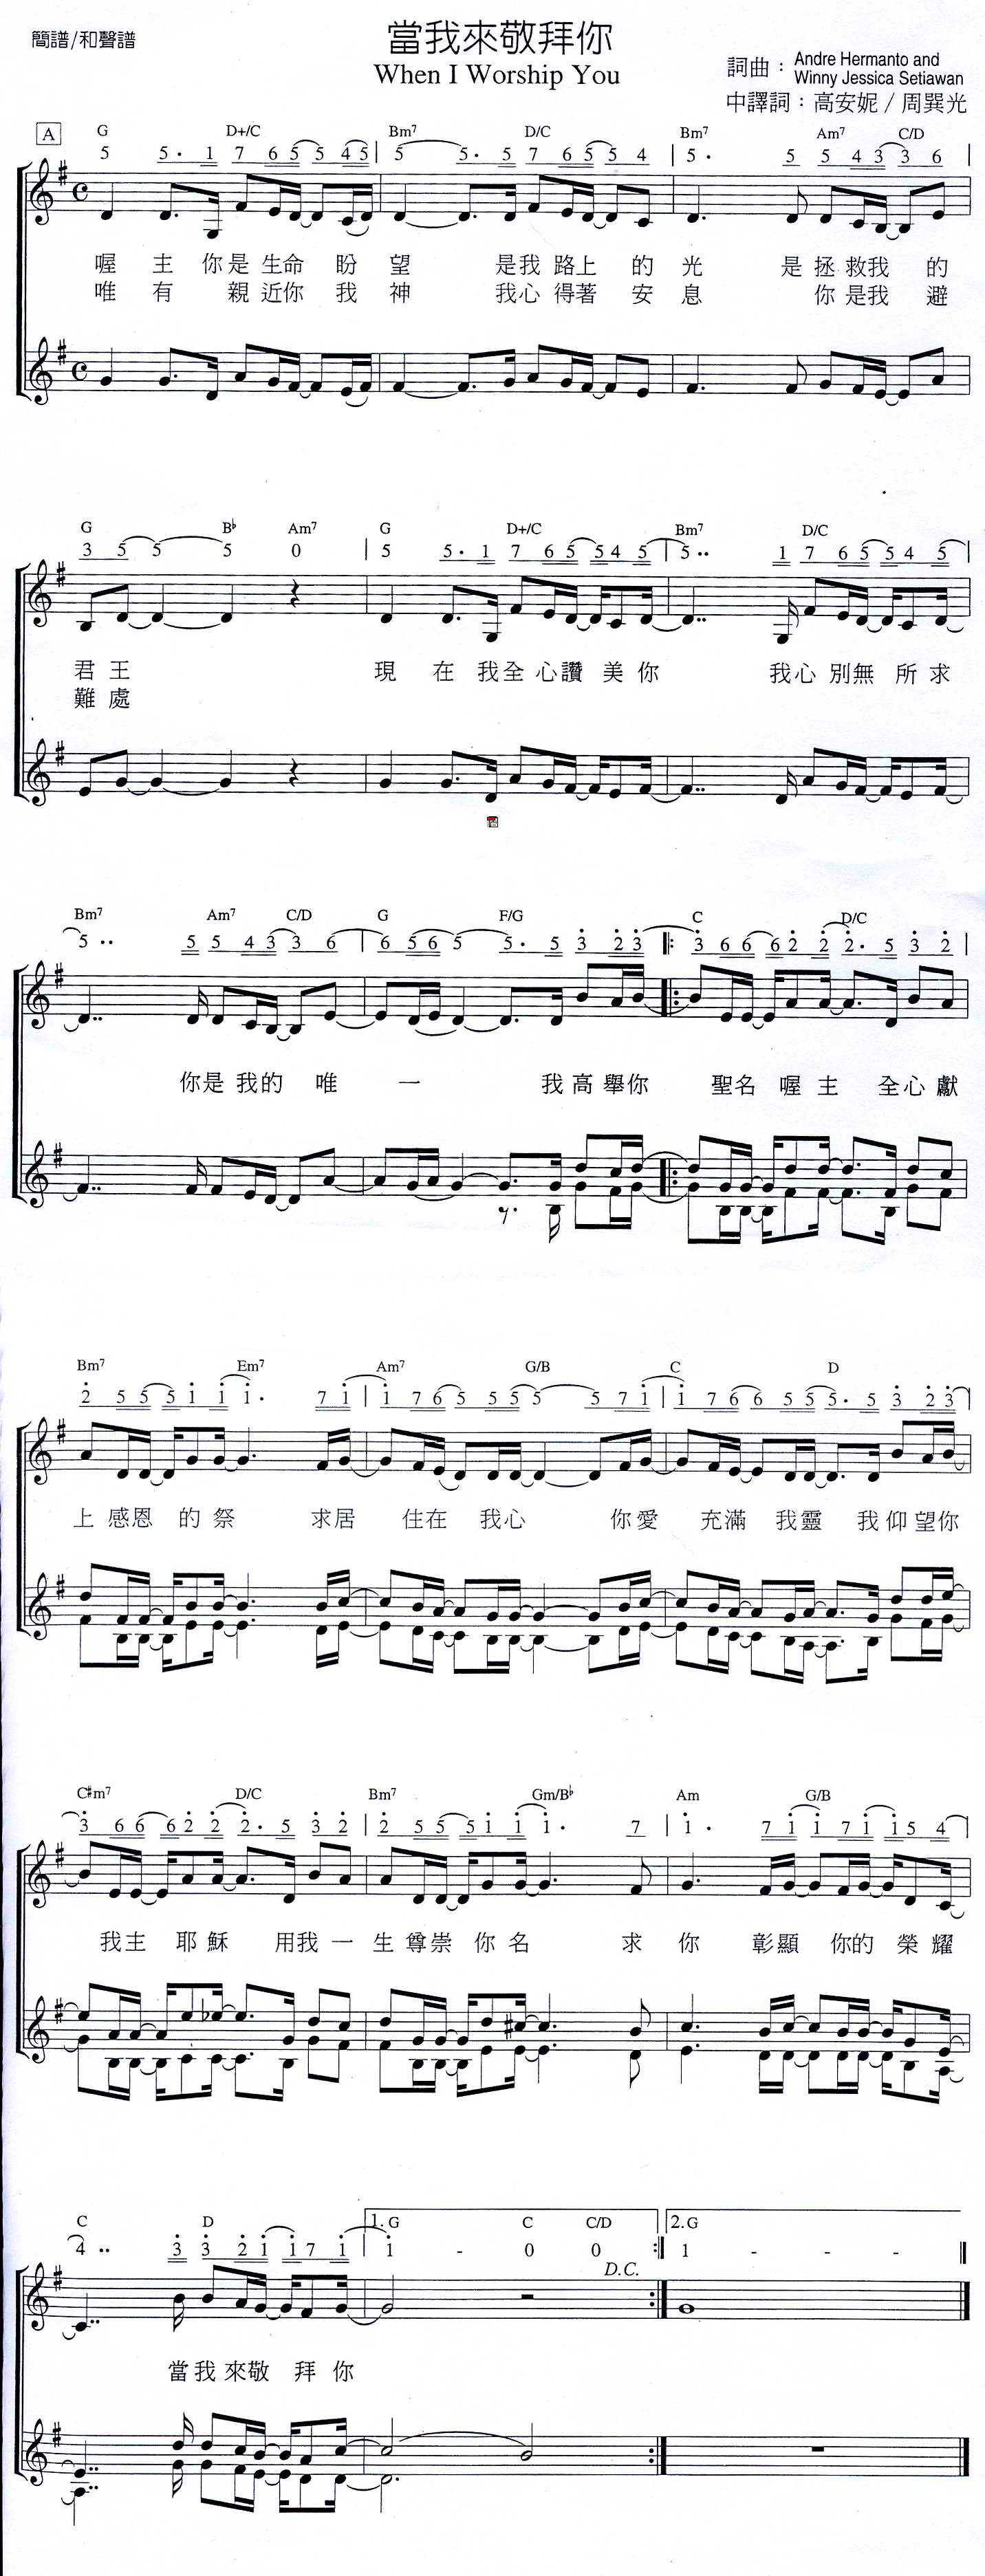 簡譜/和聲譜
當我來敬拜你
When I Worship You
詞曲：Andre Hermanto and
Winny Jessica Setiawan
中譯詞：高安妮 / 周巽光
A
G D+/C Bm7 D/C Bm7 Am7 C/D
5 5. 1 7 6 5 5 4 5 | 5 5. 5 7 6 5 5 4 | 5. 5 5 4 3 3 6 |
喔 主 你是 生命 盼 望 是我 路上 的 光 是 拯 救我 的
唯 有 親 近你 我 神 我心 得著 安 息 你 是我 避
G B♭ Am7 G D+/C Bm7 D/C
3 5 5 5 0 | 5 5. 1 7 6 5 5 4 5 | 5.. 1 7 6 5 5 4 5 |
君 王 現 在 我全 心讚 美 你 我心 別無 所 求
難 處
Bm7 Am7 C/D G F/G C D/C
5.. 5 5 4 3 3 6 | 6 5 6 5 5. 5 3 2 3 |: 3 6 6 6 2 2 2. 5 3 2 |
你是 我的 唯 一 我 高 舉你 聖名 喔 主 全心 獻
Bm7 Em7 Am7 G/B C D
2 5 5 5 1 1 1. 7 1 | 1 7 6 5 5 5 5 5 7 1 | 1 7 6 6 5 5 5. 5 3 2 3 |
上 感恩 的 祭 求居 住在 我心 你愛 充滿 我靈 我 仰 望你
C#m7 D/C Bm7 Gm/B♭ Am G/B
3 6 6 6 2 2 2. 5 3 2 | 2 5 5 5 1 1 1. 7 | 1. 7 1 1 7 1 1 5 4 |
我主 耶 穌 用我 一 生 尊崇 你 名 求 你 彰顯 你的 榮 耀
C D 1. G C C/D 2. G
4.. 3 3 2 1 1 7 1 | 1 - 0 0 :| 1 - - - ‖
D.C.
當 我 來敬 拜 你